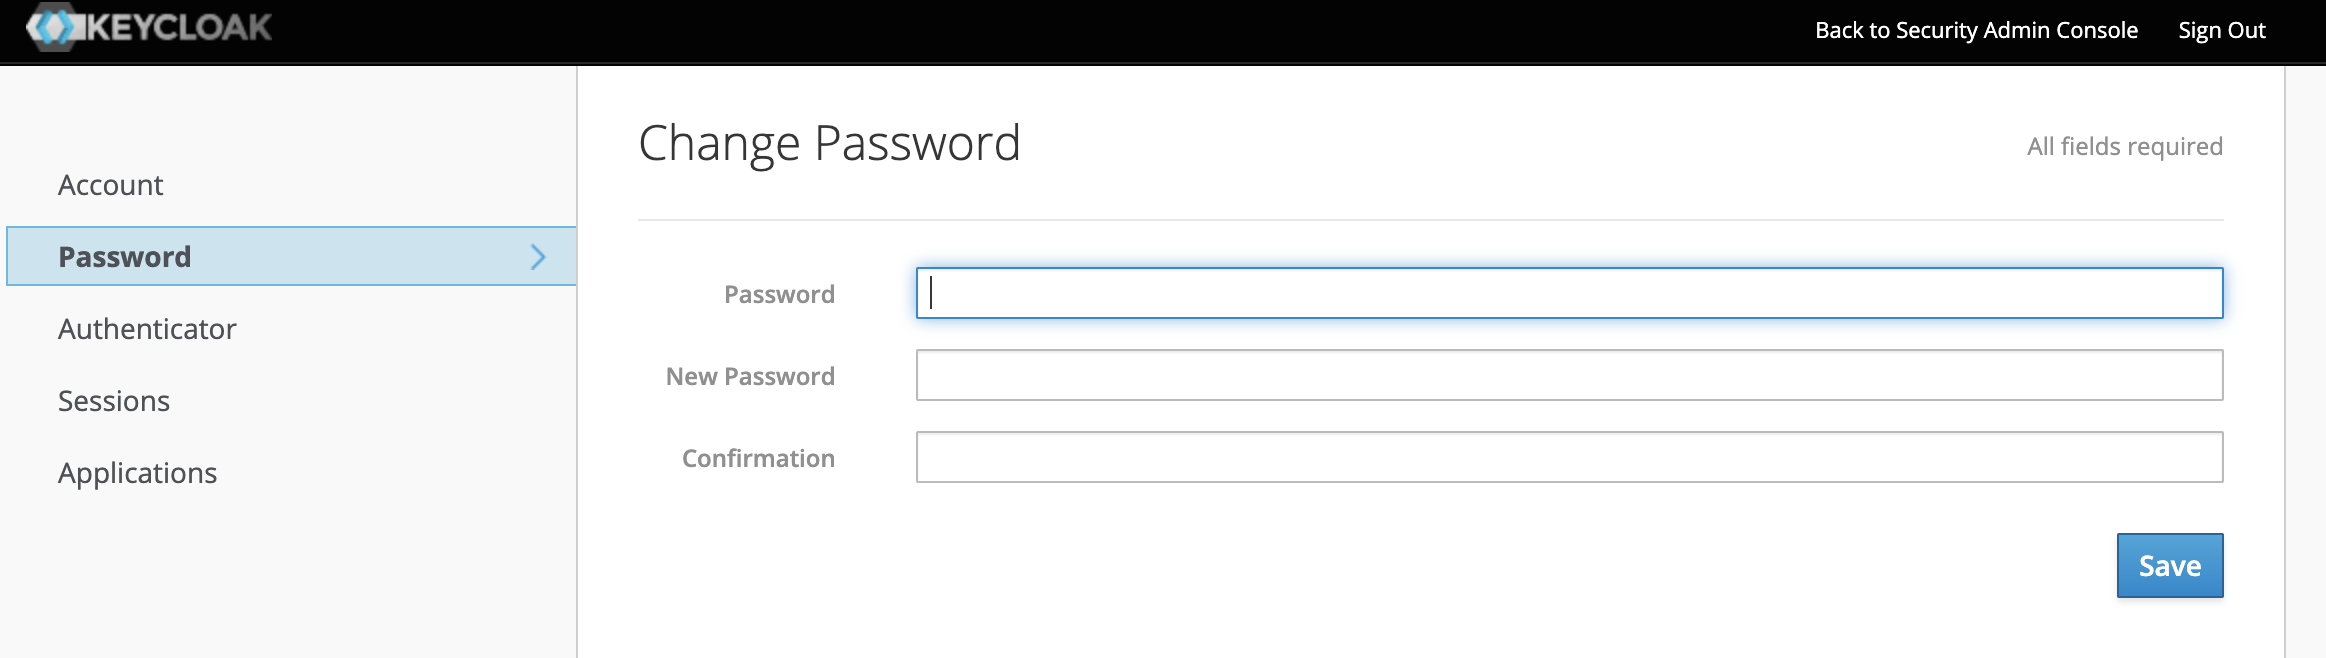 KEYCLOAK
Back to Security Admin Console Sign Out
Account
Password
Authenticator
Sessions
Applications
Change Password
All fields required
Password
New Password
Confirmation
Save